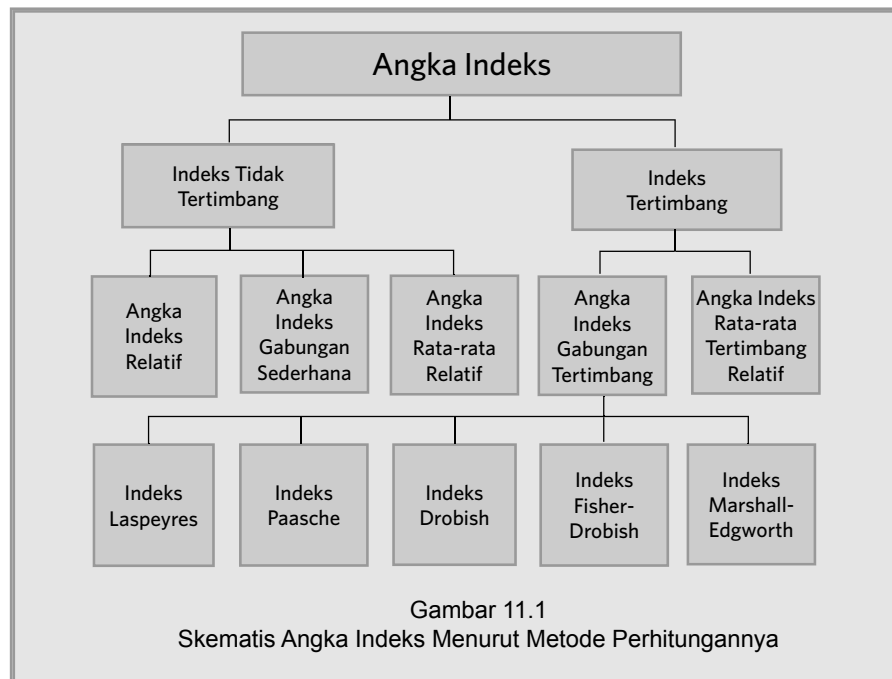 Angka Indeks
Indeks Tidak
Tertimbang
Indeks
Tertimbang
Angka
Indeks
Relatif
Angka
Indeks
Gabungan
Sederhana
Angka
Indeks
Rata-rata
Relatif
Angka
Indeks
Gabungan
Tertimbang
Angka Indeks
Rata-rata
Tertimbang
Relatif
Indeks
Laspeyres
Indeks
Paasche
Indeks
Drobish
Indeks
Fisher-
Drobish
Indeks
Marshall-
Edgworth
Gambar 11.1
Skematis Angka Indeks Menurut Metode Perhitungannya